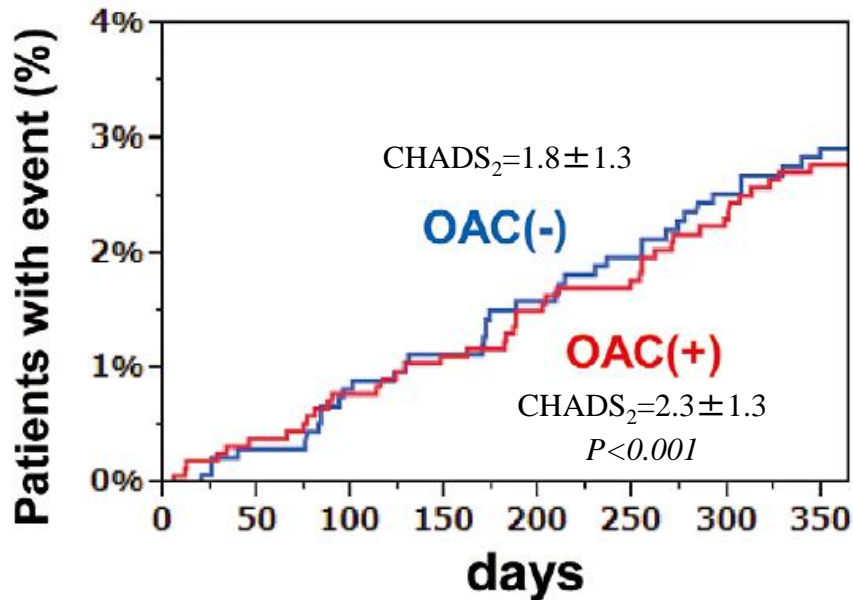 Patients with event (%)
4%
3%
2%
1%
0%
CHADS₂=1.8±1.3
OAC(-)
OAC(+)
CHADS₂=2.3±1.3
P<0.001
0 50 100 150 200 250 300 350
days